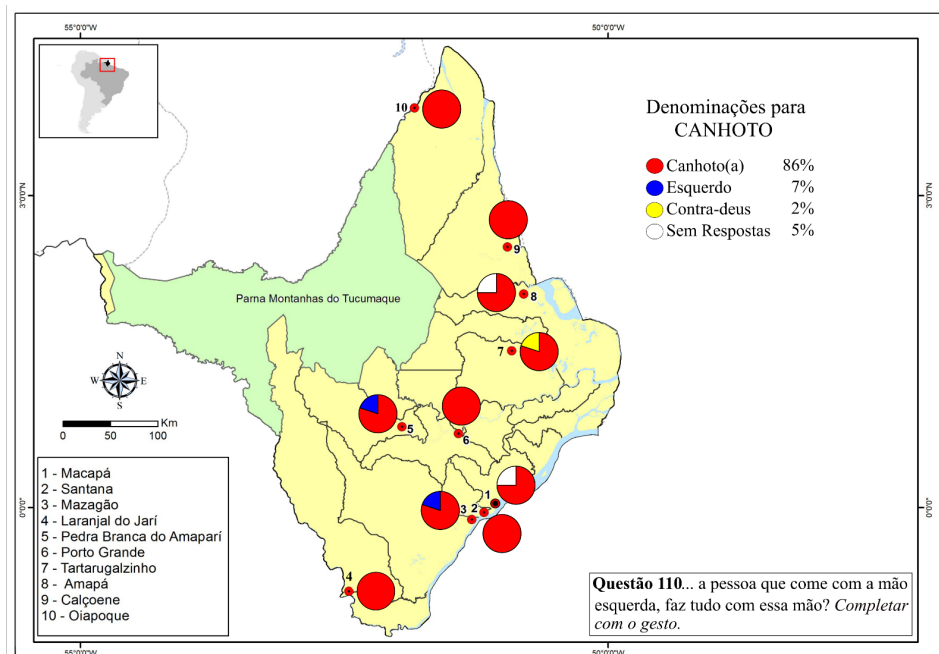 55°0'0"W
50°0'0"W
Denominações para
CANHOTO
Canhoto(a) 86%
Esquerdo 7%
Contra-deus 2%
Sem Respostas 5%
3°0'0"N
3°0'0"N
10
9
8
7
Parna Montanhas do Tucumaque
N
W E
S
Km
0 50 100
5
6
1
2
3
4
0°0'0"
0°0'0"
1 - Macapá
2 - Santana
3 - Mazagão
4 - Laranjal do Jarí
5 - Pedra Branca do Amaparí
6 - Porto Grande
7 - Tartarugalzinho
8 - Amapá
9 - Calçoene
10 - Oiapoque
Questão 110... a pessoa que come com a mão
esquerda, faz tudo com essa mão? Completar
com o gesto.
55°0'0"W
50°0'0"W